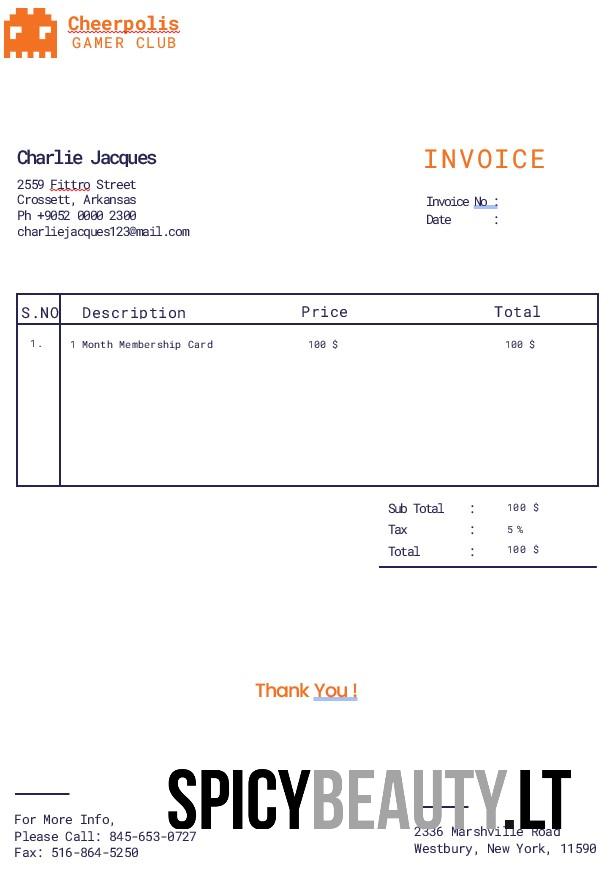 Cheerpolis
GAMER CLUB
Charlie Jacques
2559 Fittro Street
Crossett, Arkansas
Ph +9052 0000 2300
charliejacques123@mail.com
INVOICE
Invoice No :
Date :
S.NO Description Price Total
1. 1 Month Membership Card 100 $ 100 $
Sub Total : 100 $
Tax : 5 %
Total : 100 $
Thank You !
SPICYBEAUTY.LT
For More Info,
Please Call: 845-653-0727
Fax: 516-864-5250
2336 Marshville Road
Westbury, New York, 11590